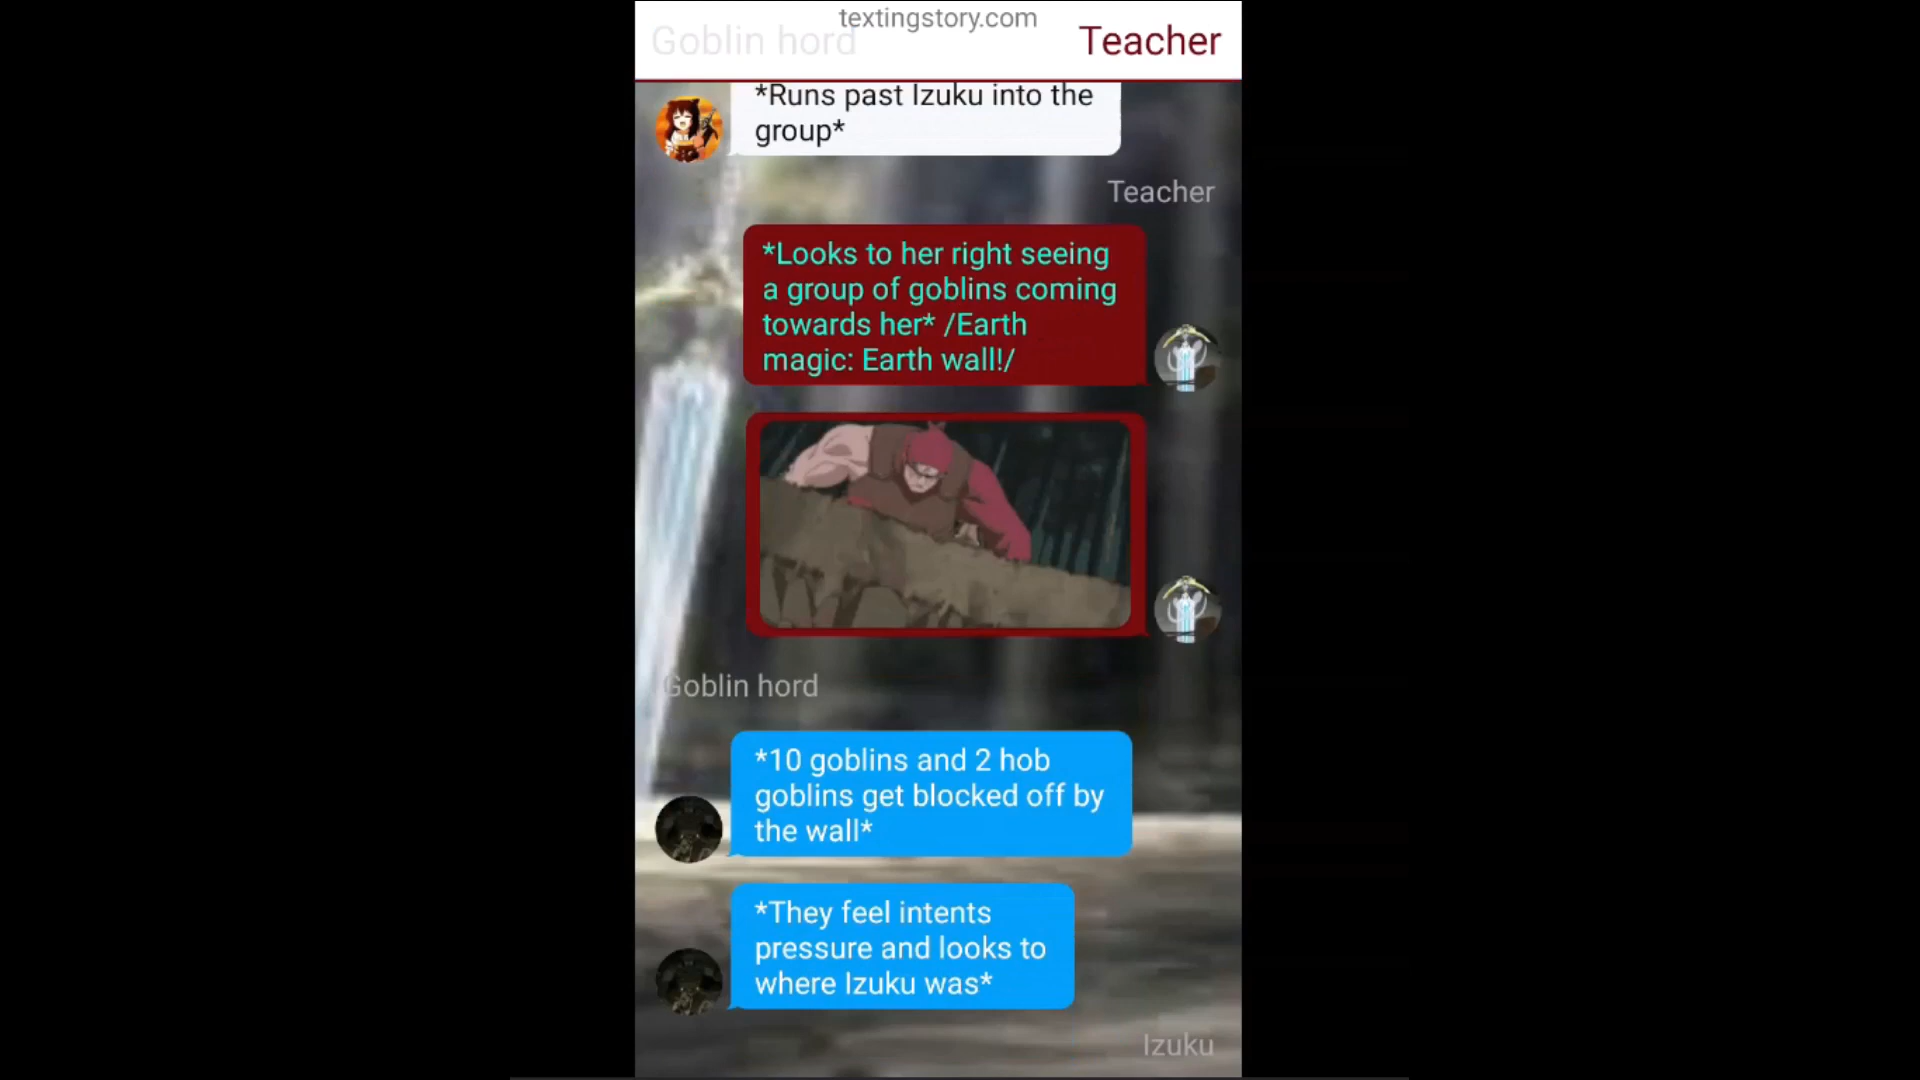 textingstory.com
Goblin hord
Teacher
*Runs past Izuku into the
group*
Teacher
*Looks to her right seeing
a group of goblins coming
towards her* /Earth
magic: Earth wall!/
Goblin hord
*10 goblins and 2 hob
goblins get blocked off by
the wall*
*They feel intents
pressure and looks to
where Izuku was*
Izuku